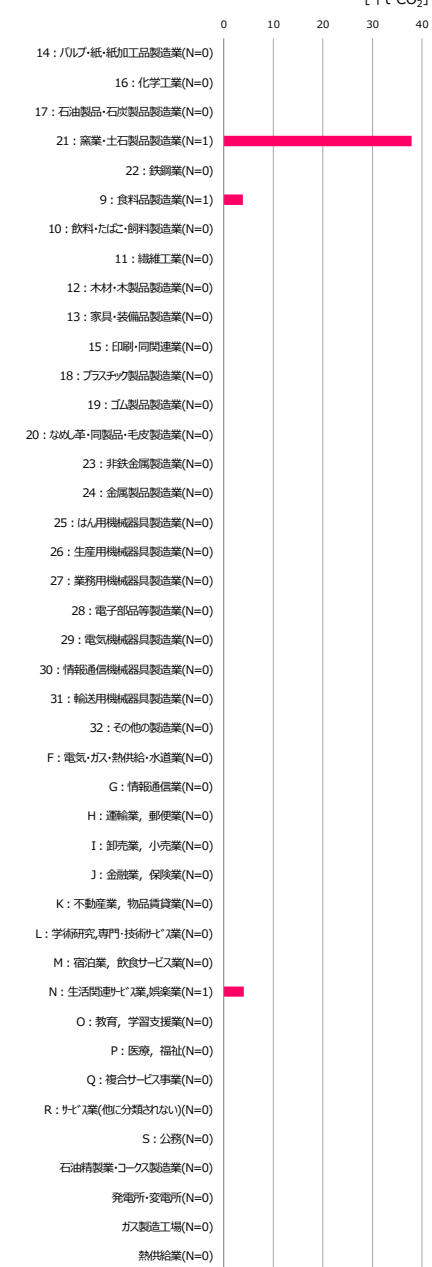 [千t-CO2]
0 10 20 30 40
14：パルプ・紙・紙加工品製造業(N=0)
16：化学工業(N=0)
17：石油製品・石炭製品製造業(N=0)
21：窯業・土石製品製造業(N=1)
22：鉄鋼業(N=0)
9：食料品製造業(N=1)
10：飲料・たばこ・飼料製造業(N=0)
11：繊維工業(N=0)
12：木材・木製品製造業(N=0)
13：家具・装備品製造業(N=0)
15：印刷・同関連業(N=0)
18：プラスチック製品製造業(N=0)
19：ゴム製品製造業(N=0)
20：なめし革・同製品・毛皮製造業(N=0)
23：非鉄金属製造業(N=0)
24：金属製品製造業(N=0)
25：はん用機械器具製造業(N=0)
26：生産用機械器具製造業(N=0)
27：業務用機械器具製造業(N=0)
28：電子部品等製造業(N=0)
29：電気機械器具製造業(N=0)
30：情報通信機械器具製造業(N=0)
31：輸送用機械器具製造業(N=0)
32：その他の製造業(N=0)
F：電気・ガス・熱供給・水道業(N=0)
G：情報通信業(N=0)
H：運輸業，郵便業(N=0)
I：卸売業，小売業(N=0)
J：金融業，保険業(N=0)
K：不動産業，物品賃貸業(N=0)
L：学術研究,専門・技術ｻｰﾋﾞｽ業(N=0)
M：宿泊業，飲食サービス業(N=0)
N：生活関連ｻｰﾋﾞｽ業,娯楽業(N=1)
O：教育，学習支援業(N=0)
P：医療，福祉(N=0)
Q：複合サービス事業(N=0)
R：ｻｰﾋﾞｽ業(他に分類されない)(N=0)
S：公務(N=0)
石油精製業・コークス製造業(N=0)
発電所・変電所(N=0)
ガス製造工場(N=0)
熱供給業(N=0)